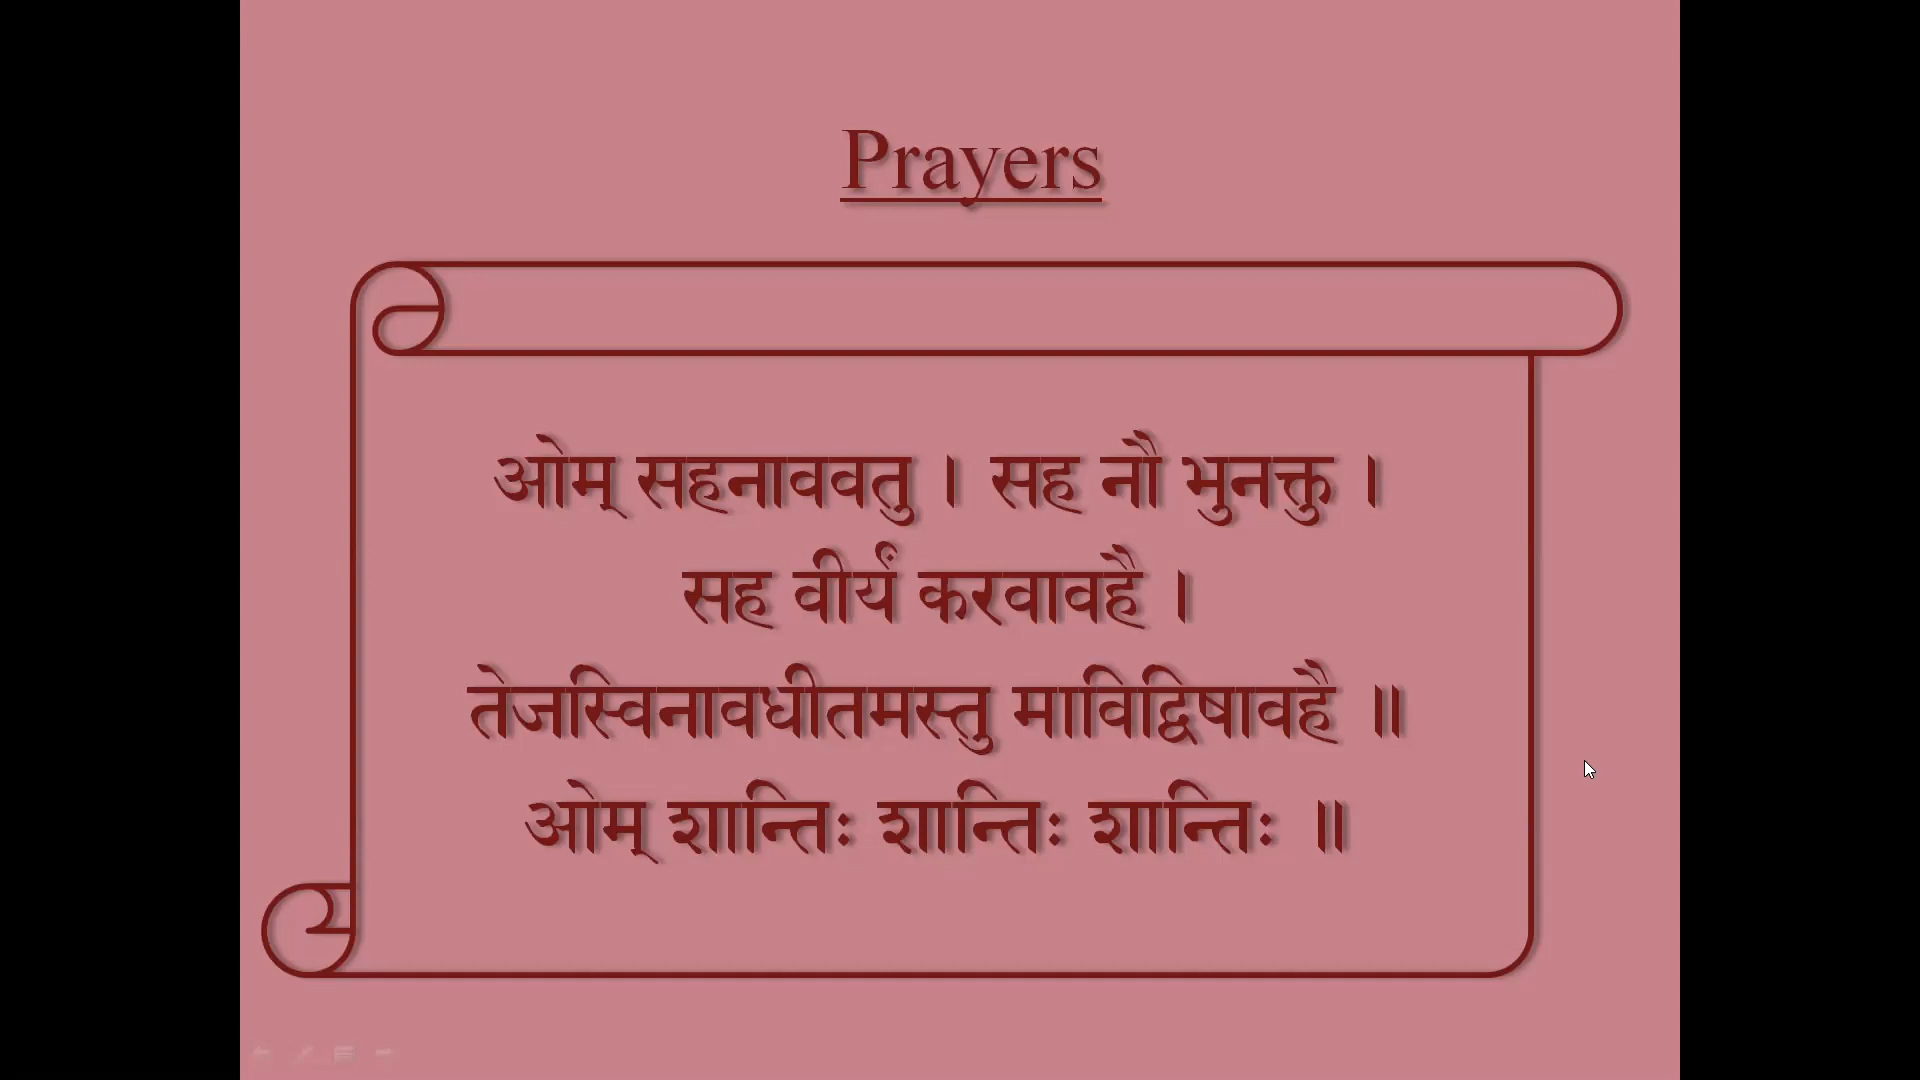 Prayers
ओम् सहनाववतु । सह नौ भुनक्तु ।
सह वीर्यं करवावहै ।
तेजस्विनावधीतमस्तु माविद्विषावहै ॥
ओम् शान्तिः शान्तिः शान्तिः ॥